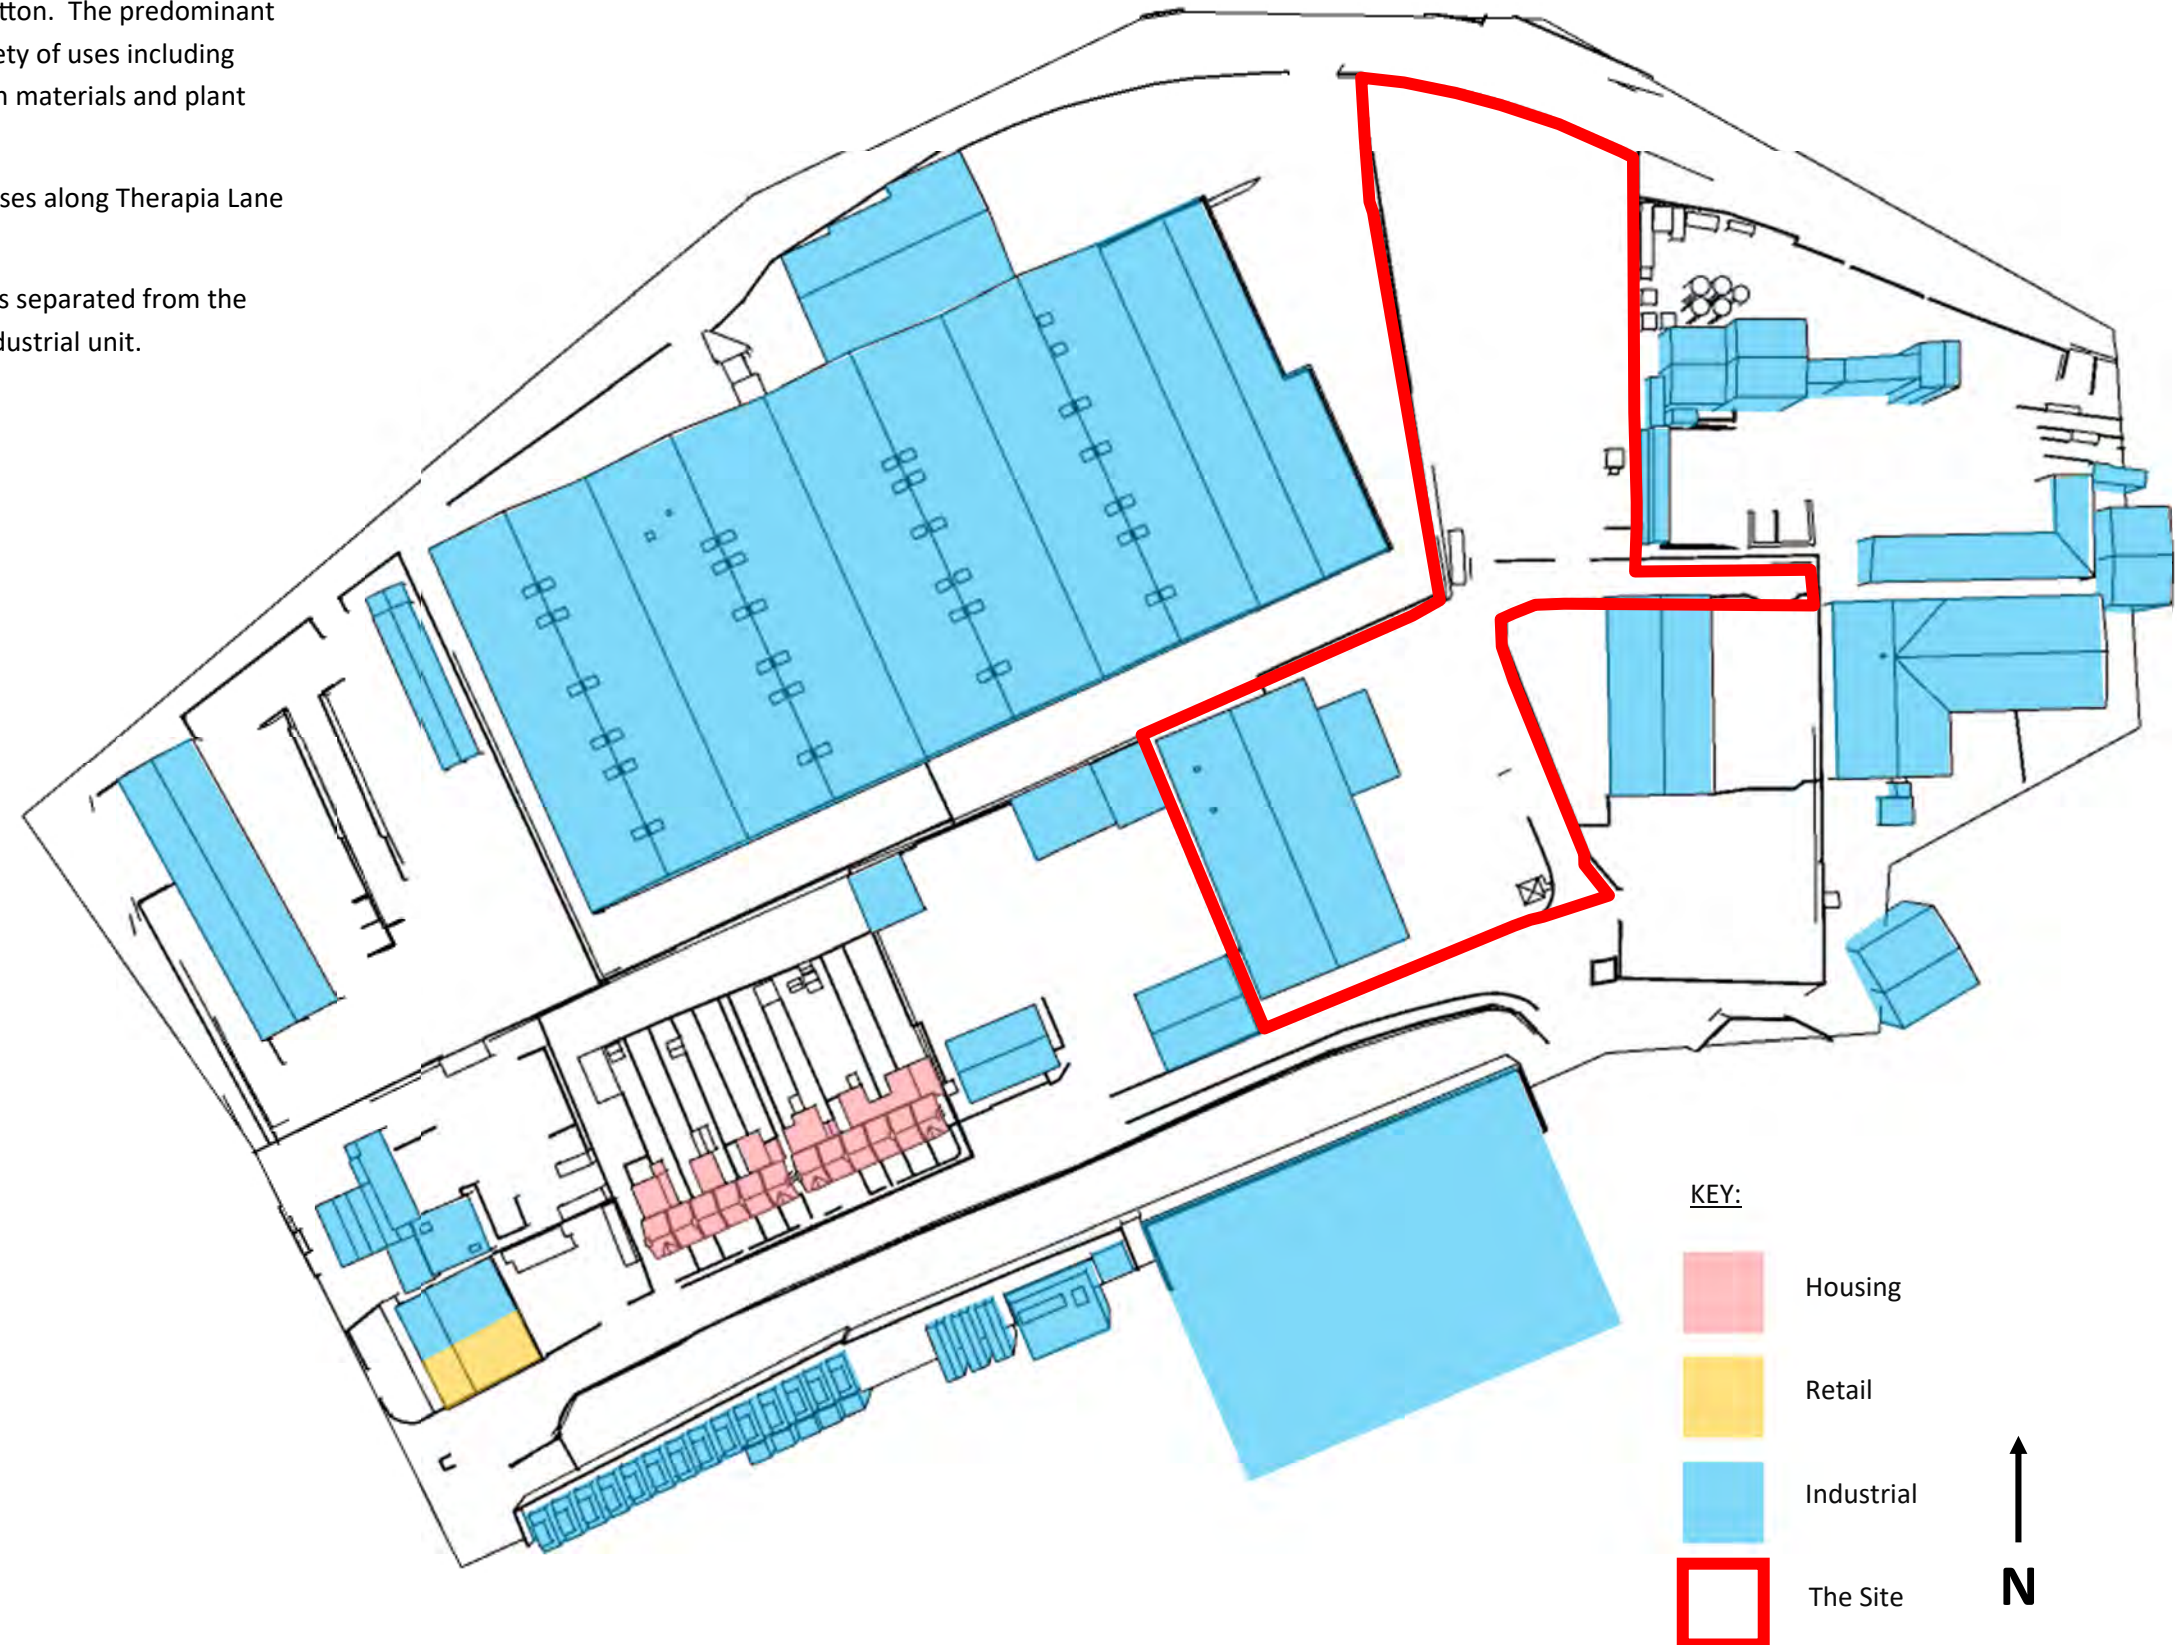 tton. The predominant
ety of uses including
n materials and plant
ses along Therapia Lane
s separated from the
dustrial unit.
KEY:
Housing
Retail
Industrial
The Site
N